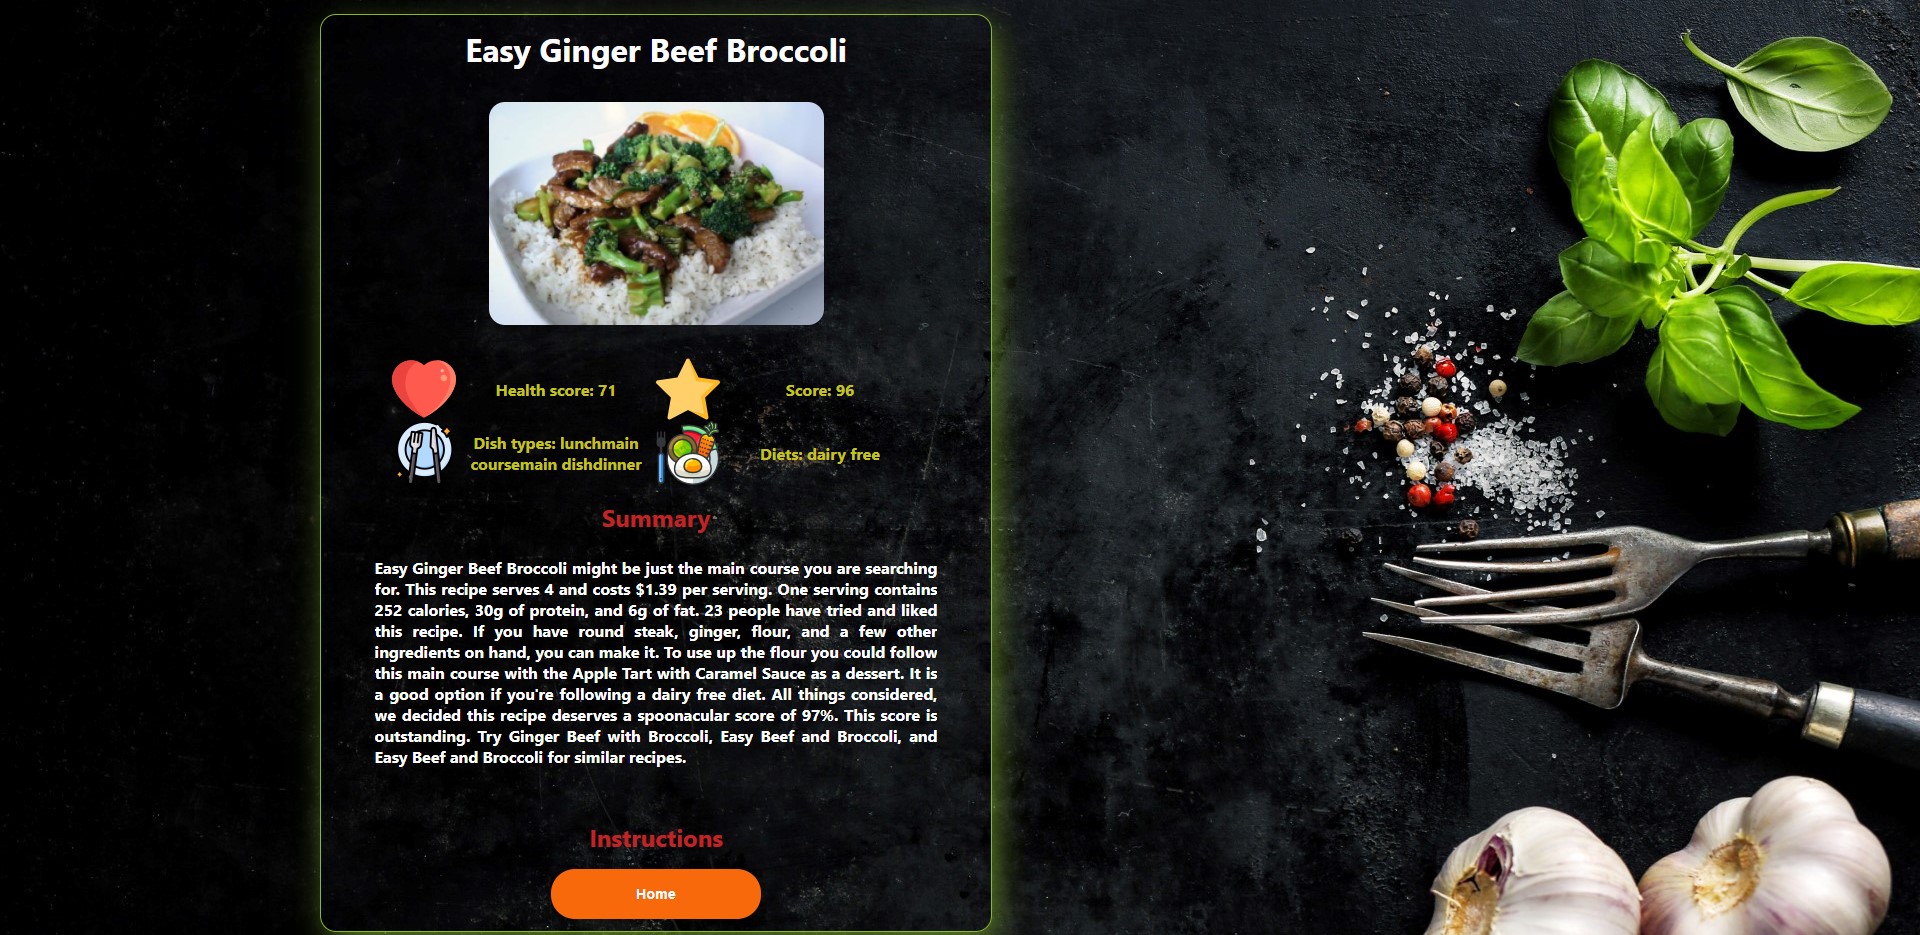 Easy Ginger Beef Broccoli
Health score: 71
Score: 96
Dish types: lunchmain
coursemain dishdinner
Diets: dairy free
Summary
Easy Ginger Beef Broccoli might be just the main course you are searching
for. This recipe serves 4 and costs $1.39 per serving. One serving contains
252 calories, 30g of protein, and 6g of fat. 23 people have tried and liked
this recipe. If you have round steak, ginger, flour, and a few other
ingredients on hand, you can make it. To use up the flour you could follow
this main course with the Apple Tart with Caramel Sauce as a dessert. It is
a good option if you're following a dairy free diet. All things considered,
we decided this recipe deserves a spoonacular score of 97%. This score is
outstanding. Try Ginger Beef with Broccoli, Easy Beef and Broccoli, and
Easy Beef and Broccoli for similar recipes.
Instructions
Home